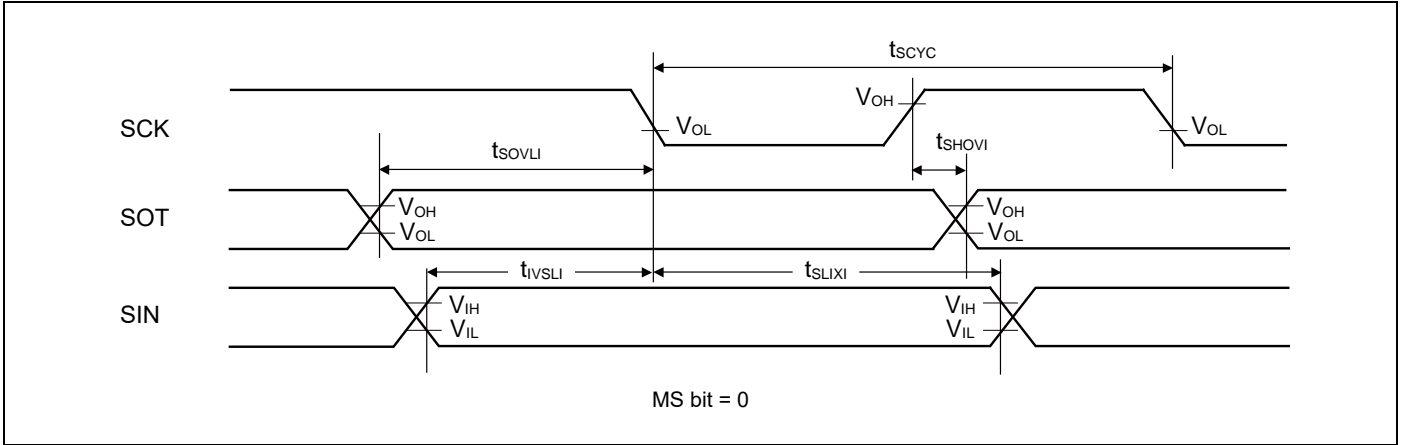 tSCYC
SCK
VOH
VOL
VOL
tSOVLI
tSHOVI
SOT
VOH
VOL
VOH
VOL
tIVSLI
tSLIXI
SIN
VIH
VIL
VIH
VIL
MS bit = 0